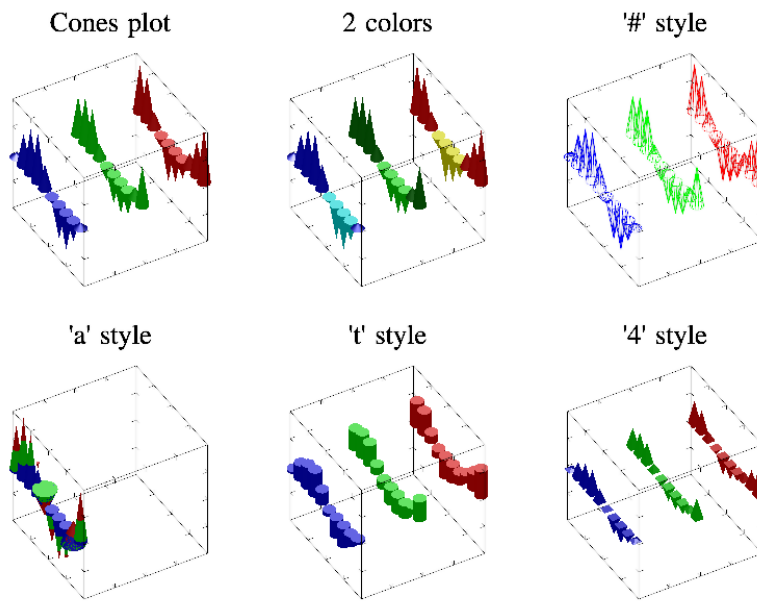 Cones plot
2 colors
'#' style
'a' style
't' style
'4' style